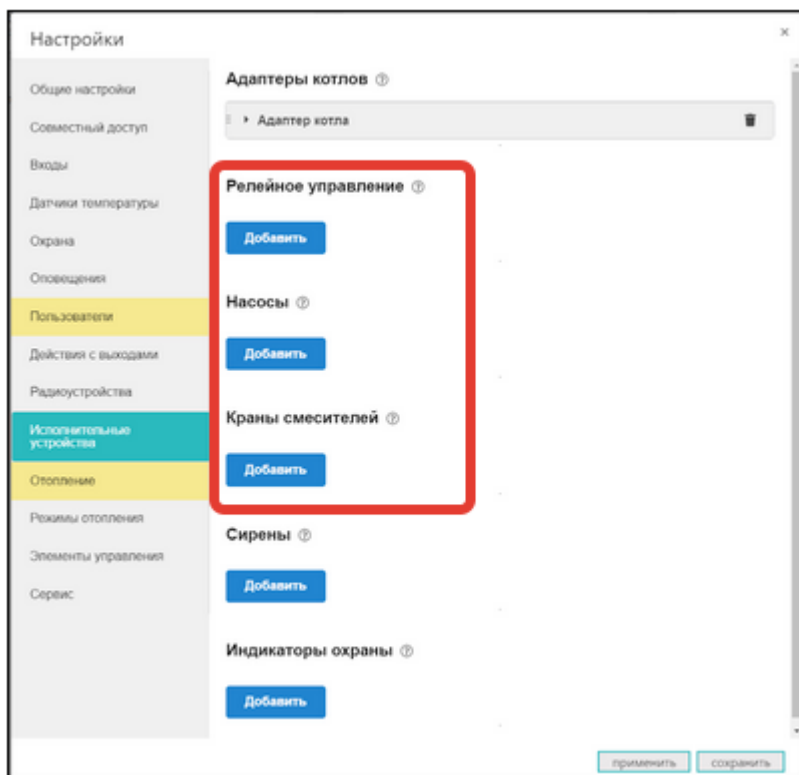 Настройки
Общие настройки
Совместный доступ
Входы
Датчики температуры
Охрана
Оповещения
Пользователи
Действия с выходами
Радиоустройства
Исполнительные
устройства
Отопление
Режимы отопления
Элементы управления
Сервис
Адаптеры котлов
Адаптер котла
Релейное управление
Добавить
Насосы
Добавить
Краны смесителей
Добавить
Сирены
Добавить
Индикаторы охраны
Добавить
применить
сохранить